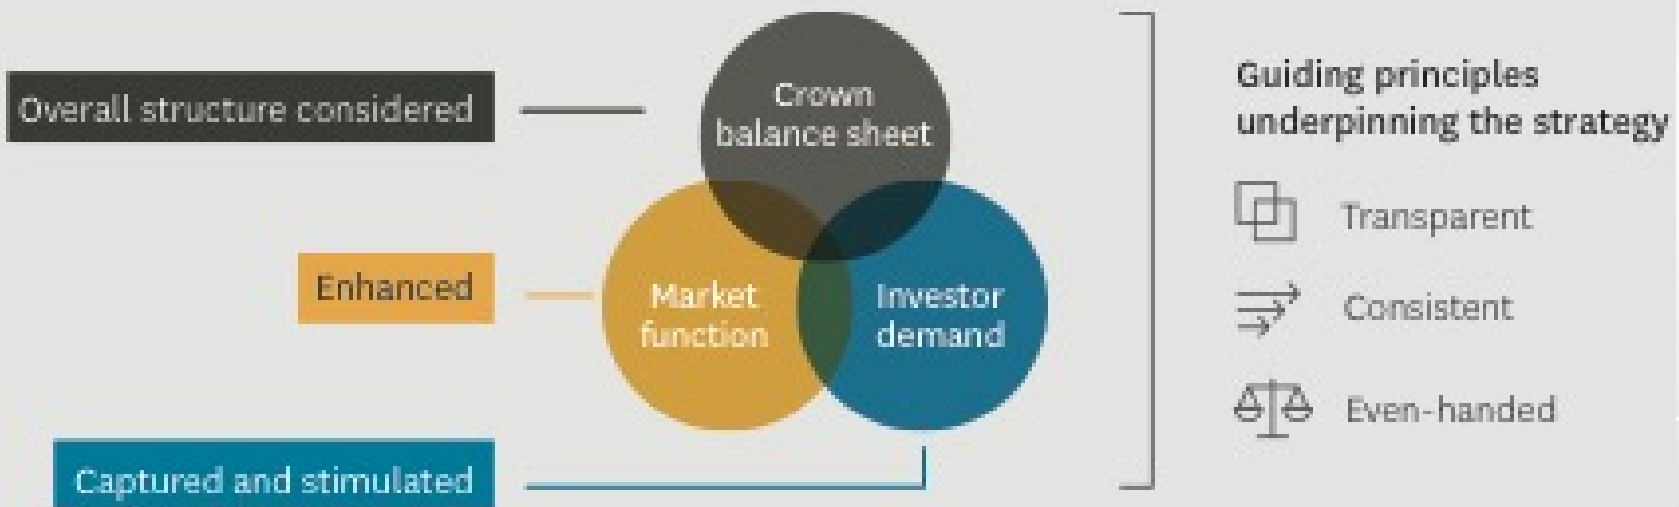 Overall structure considered
Crown
balance sheet
Enhanced
Market
function
Investor
demand
Captured and stimulated
Guiding principles
underpinning the strategy
Transparent
Consistent
Even-handed